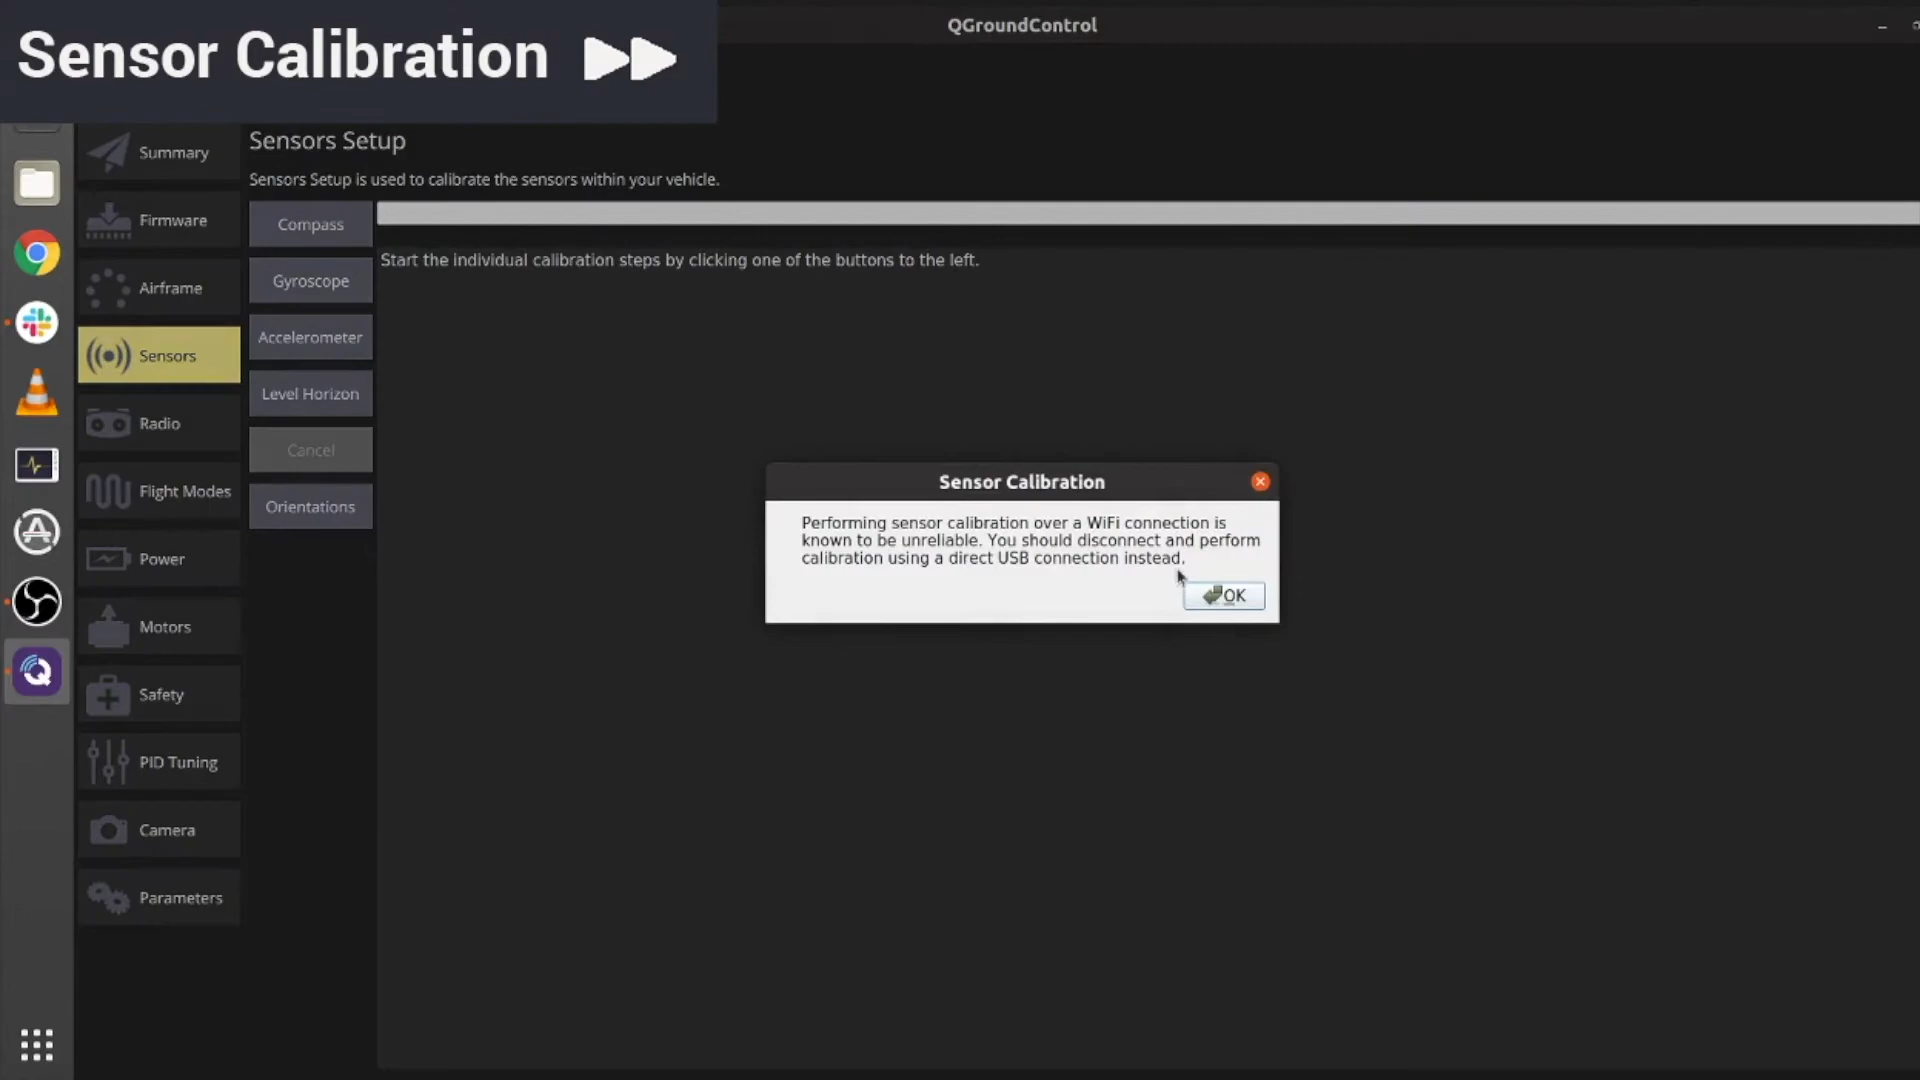 Sensor Calibration
QGroundControl
Summary
Firmware
Airframe
Sensors
Radio
Flight Modes
Power
Motors
Safety
PID Tuning
Camera
Parameters
Sensors Setup
Sensors Setup is used to calibrate the sensors within your vehicle.
Compass
Gyroscope
Accelerometer
Level Horizon
Cancel
Orientations
Start the individual calibration steps by clicking one of the buttons to the left.
Sensor Calibration
Performing sensor calibration over a WiFi connection is
known to be unreliable. You should disconnect and perform
calibration using a direct USB connection instead.
OK